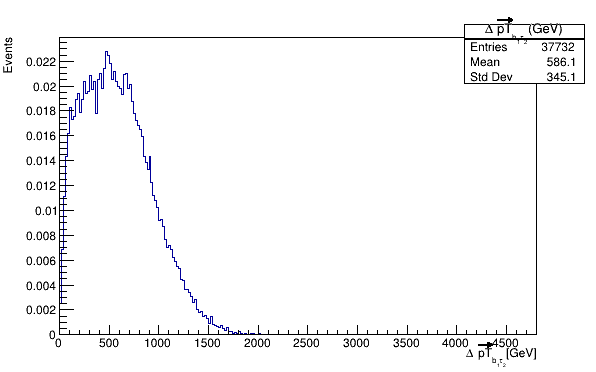 Δ pT b₁τ₂ (GeV)
Entries 37732
Mean 586.1
Std Dev 345.1
Events
0.022
0.02
0.018
0.016
0.014
0.012
0.01
0.008
0.006
0.004
0.002
0
0 500 1000 1500 2000 2500 3000 3500 4000 4500
Δ pT b₁τ₂ [GeV]